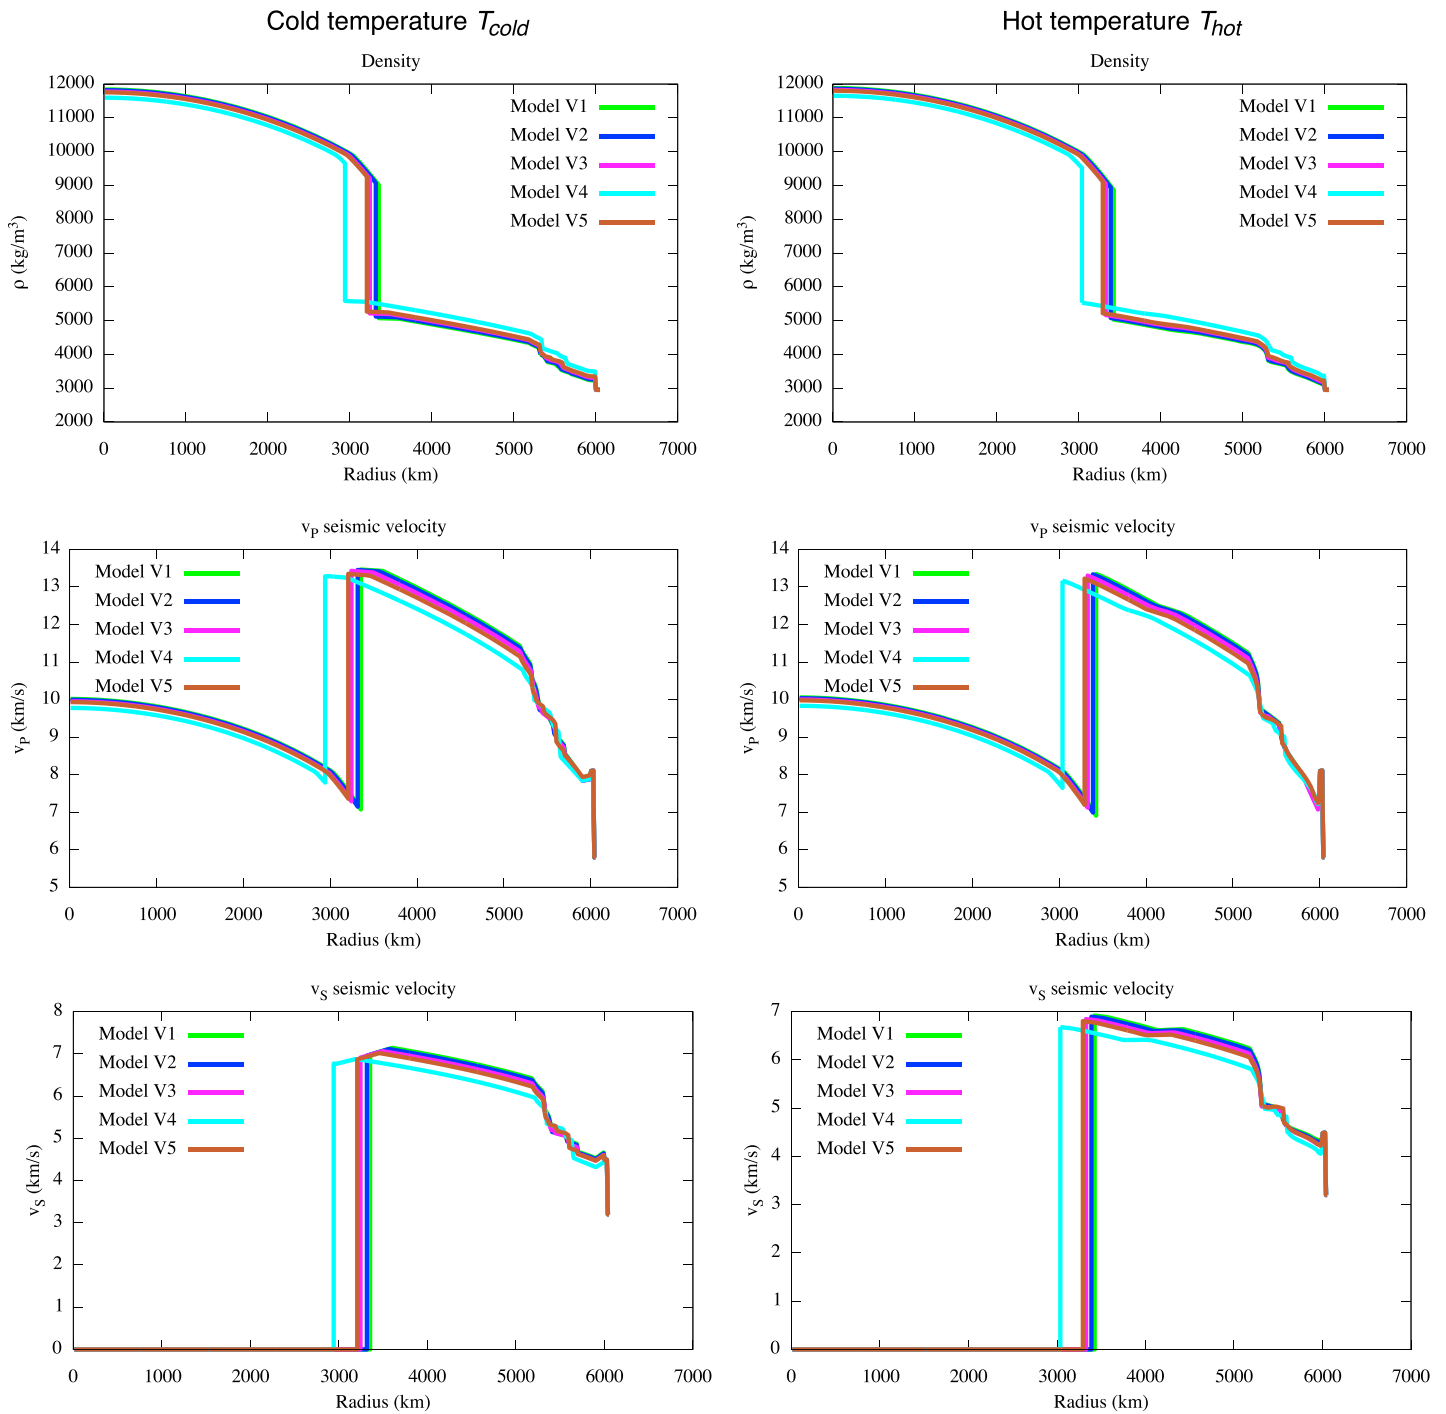 Cold temperature T_cold
Hot temperature T_hot
Density
12000
11000
10000
9000
8000
7000
6000
5000
4000
3000
2000
ρ (kg/m³)
Model V1
Model V2
Model V3
Model V4
Model V5
0 1000 2000 3000 4000 5000 6000 7000
Radius (km)
Density
12000
11000
10000
9000
8000
7000
6000
5000
4000
3000
2000
ρ (kg/m³)
Model V1
Model V2
Model V3
Model V4
Model V5
0 1000 2000 3000 4000 5000 6000 7000
Radius (km)
v_P seismic velocity
14
13
12
11
10
9
8
7
6
5
v_P (km/s)
Model V1
Model V2
Model V3
Model V4
Model V5
0 1000 2000 3000 4000 5000 6000 7000
Radius (km)
v_P seismic velocity
14
13
12
11
10
9
8
7
6
5
v_P (km/s)
Model V1
Model V2
Model V3
Model V4
Model V5
0 1000 2000 3000 4000 5000 6000 7000
Radius (km)
v_S seismic velocity
8
7
6
5
4
3
2
1
0
v_S (km/s)
Model V1
Model V2
Model V3
Model V4
Model V5
0 1000 2000 3000 4000 5000 6000 7000
Radius (km)
v_S seismic velocity
7
6
5
4
3
2
1
0
v_S (km/s)
Model V1
Model V2
Model V3
Model V4
Model V5
0 1000 2000 3000 4000 5000 6000 7000
Radius (km)